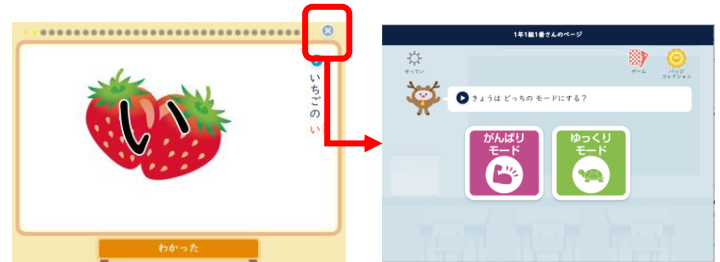 い
いちごの い
わかった
1年1組1番さんのページ
せってい
ゲーム
バッジ
コレクション
きょうは どっちの モードにする？
がんばり
モード
ゆっくり
モード